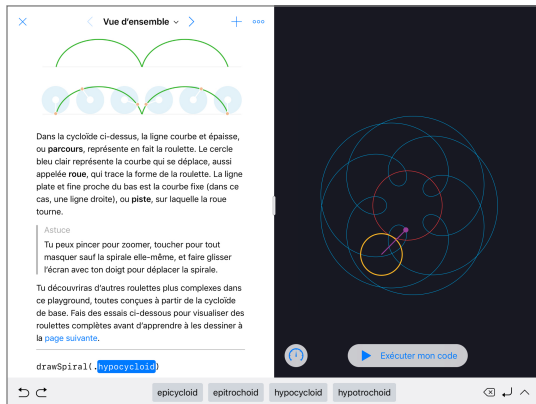 Vue d'ensemble
Dans la cycloïde ci-dessus, la ligne courbe et épaisse,
ou parcours, représente en fait la roulette. Le cercle
bleu clair représente la courbe qui se déplace, aussi
appelée roue, qui trace la forme de la roulette. La ligne
plate et fine proche du bas est la courbe fixe (dans ce
cas, une ligne droite), ou piste, sur laquelle la roue
tourne.
Astuce
Tu peux pincer pour zoomer, toucher pour tout
masquer sauf la spirale elle-même, et faire glisser
l'écran avec ton doigt pour déplacer la spirale.
Tu découvriras d'autres roulettes plus complexes dans
ce playground, toutes conçues à partir de la cycloïde
de base. Fais des essais ci-dessous pour visualiser des
roulettes complètes avant d'apprendre à les dessiner à
la page suivante.
drawSpiral(.hypocycloid)
Exécuter mon code
epicycloid epitrochoid hypocycloid hypotrochoid